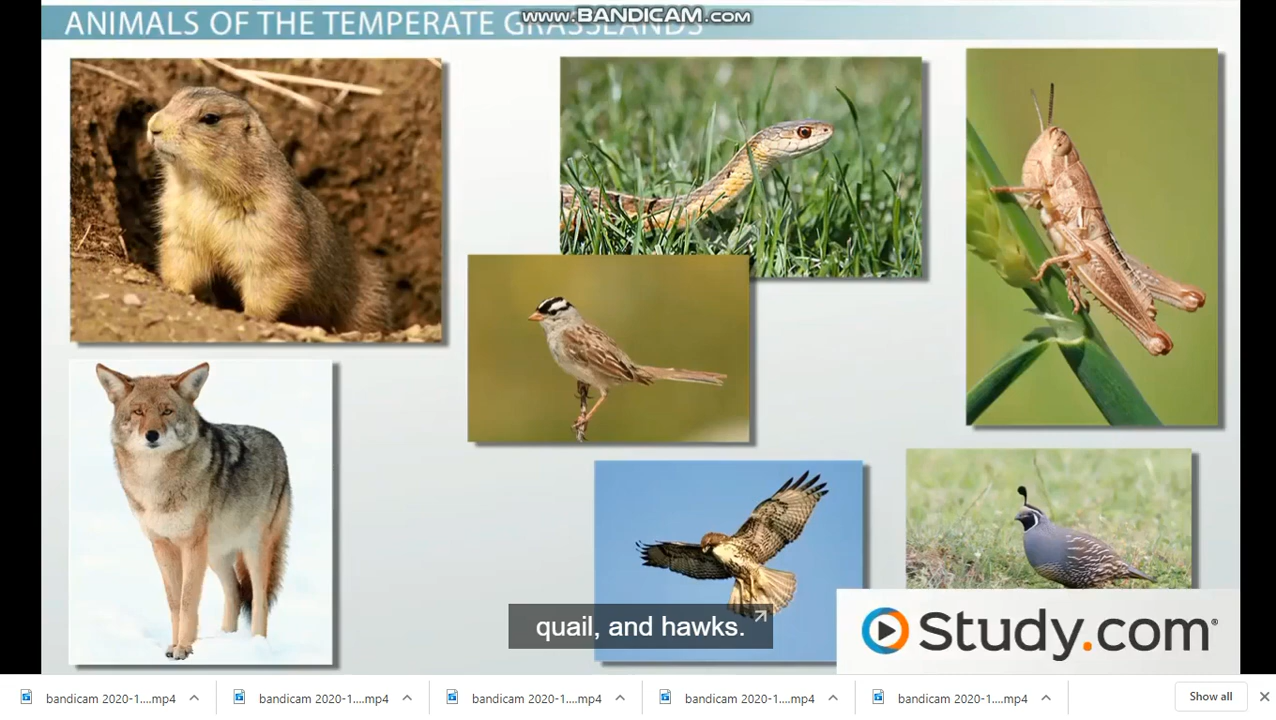 ANIMALS OF THE TEMPERATE GRASSLANDS
www.BANDICAM.com
quail, and hawks.
Study.com®
bandicam 2020-1....mp4
bandicam 2020-1....mp4
bandicam 2020-1....mp4
bandicam 2020-1....mp4
bandicam 2020-1....mp4
Show all